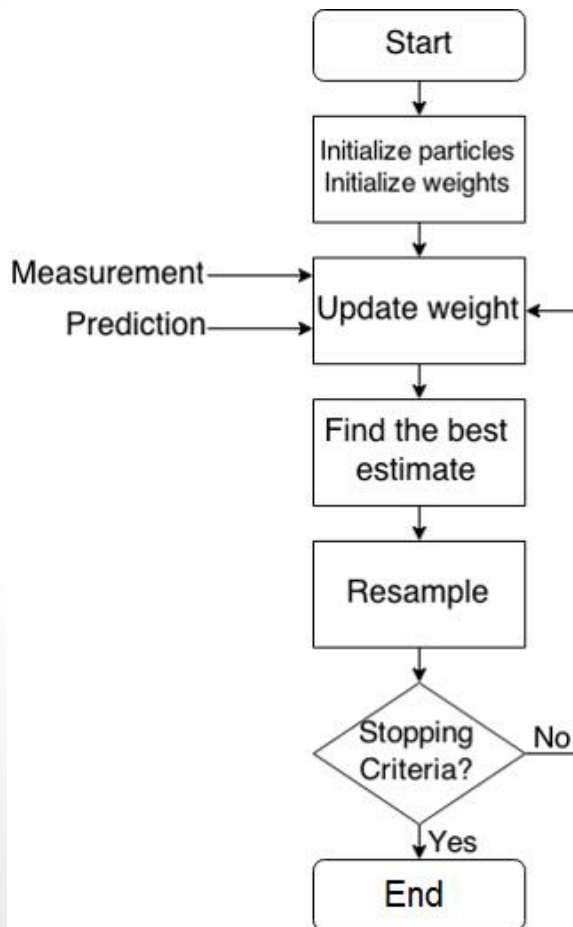 Start
Initialize particles
Initialize weights
Measurement
Prediction
Update weight
Find the best
estimate
Resample
Stopping
Criteria?
No
Yes
End